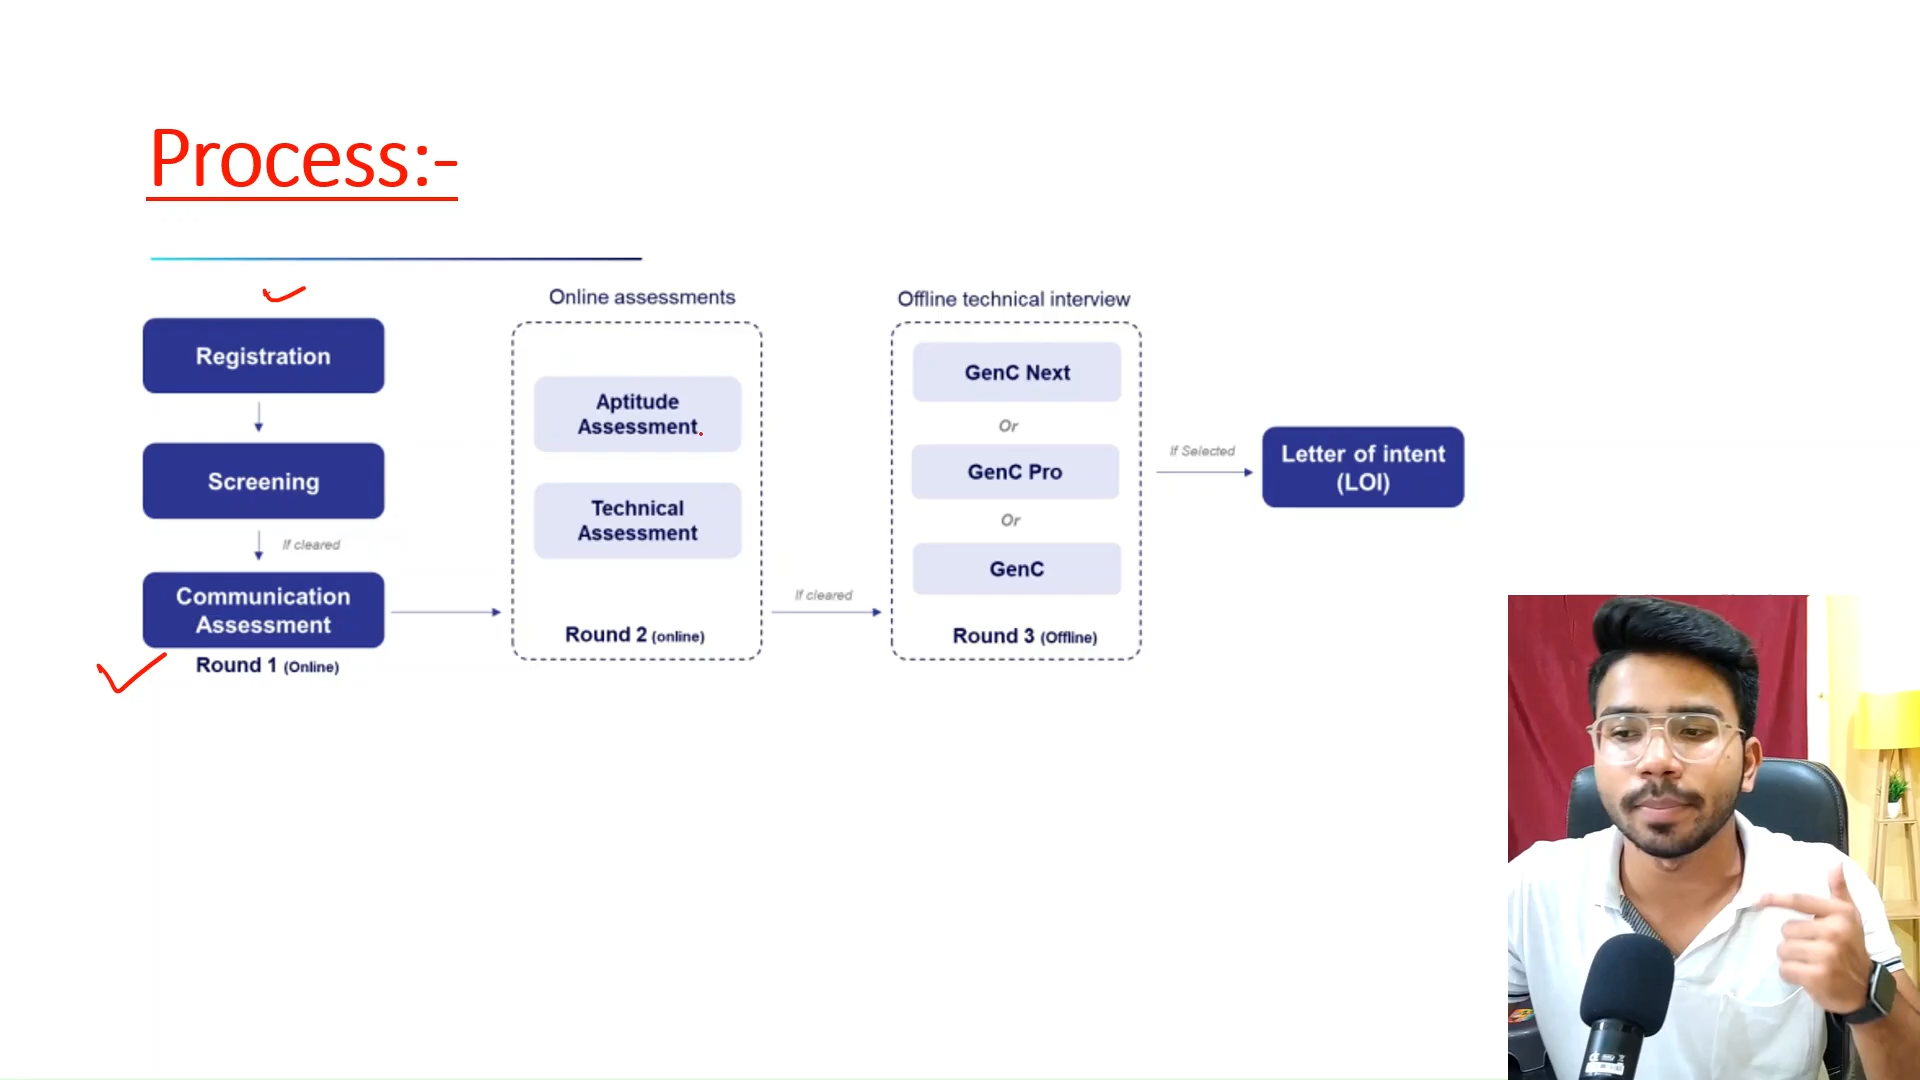 Process:-
Registration
Screening
If cleared
Communication
Assessment
Round 1 (Online)
Online assessments
Aptitude
Assessment
Technical
Assessment
Round 2 (online)
If cleared
Offline technical interview
GenC Next
Or
GenC Pro
Or
GenC
Round 3 (Offline)
If Selected
Letter of intent
(LOI)